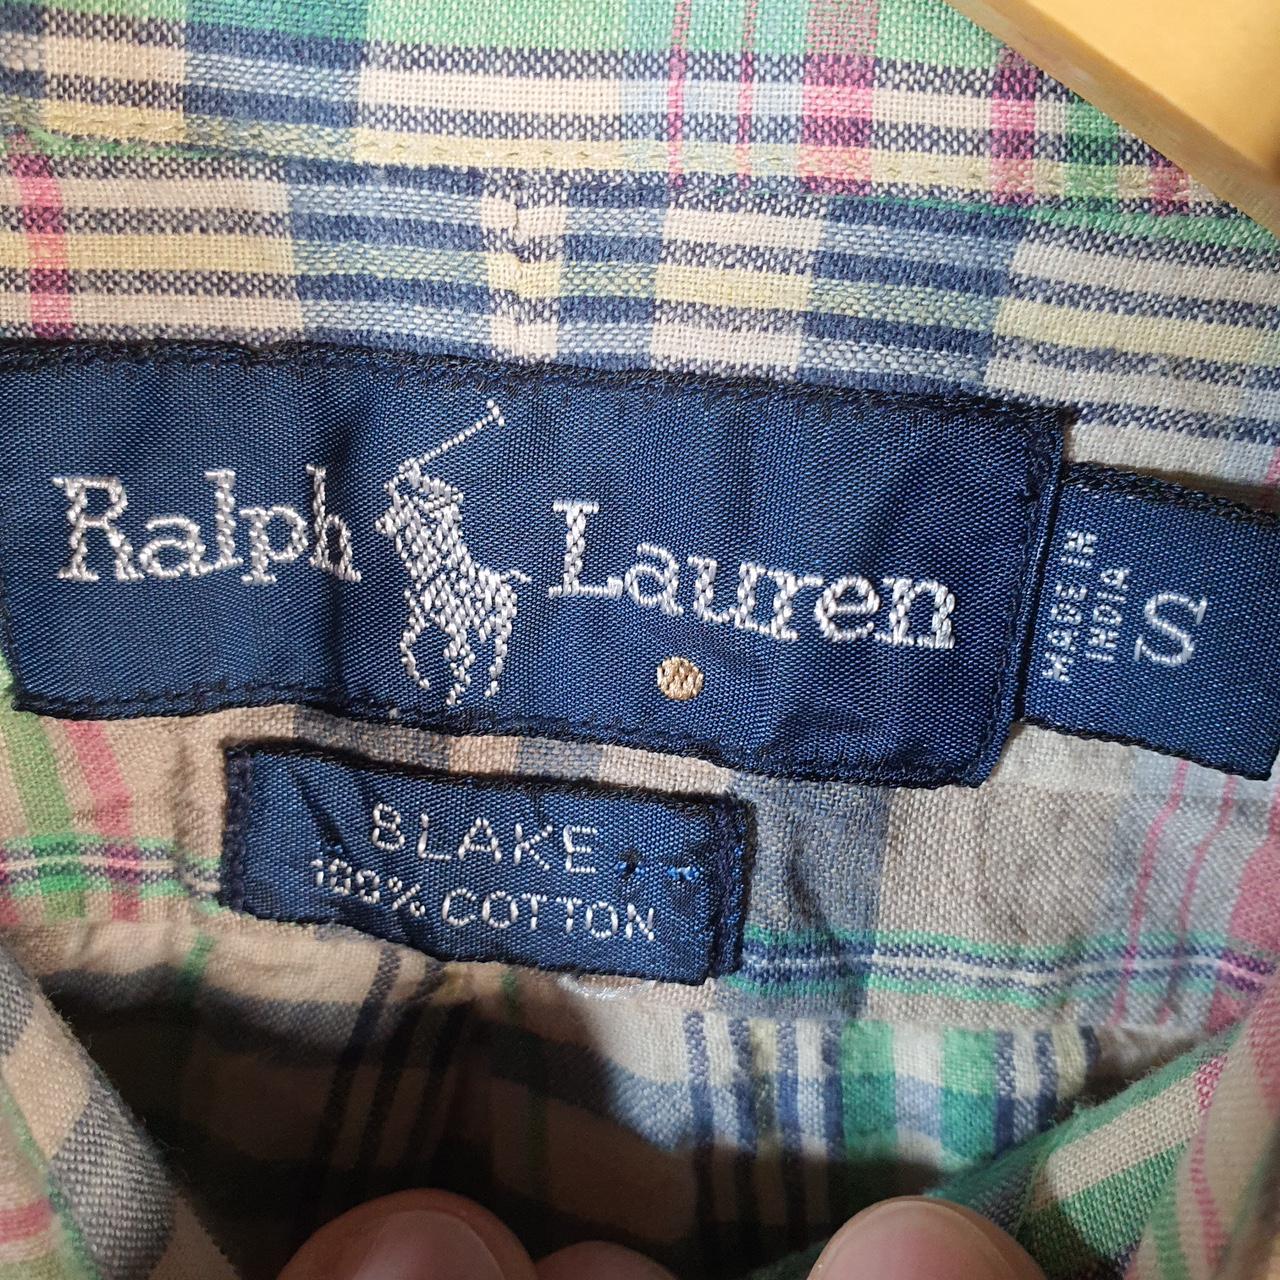 Ralph Lauren
MADE IN
INDIA
S
BLAKE
100% COTTON